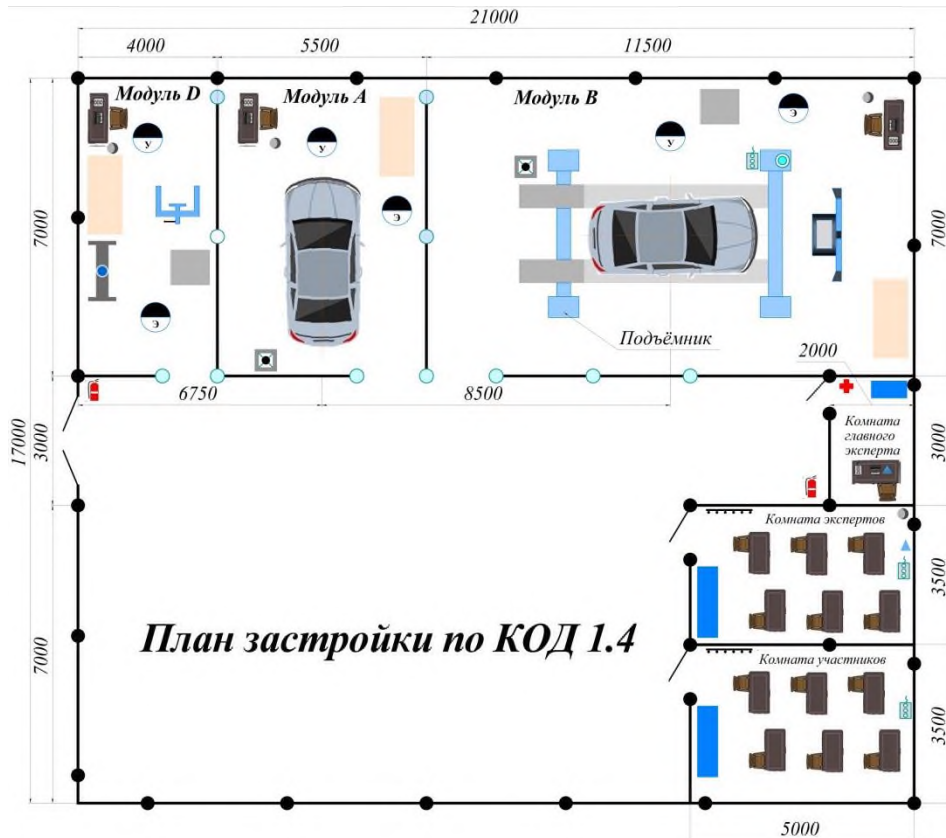 21000
4000
5500
11500
Модуль D
Модуль А
Модуль В
У
У
У
Э
Э
Э
7000
7000
Подъёмник
2000
6750
8500
17000
3000
3000
Комната
главного
эксперта
Комната экспертов
3500
План застройки по КОД 1.4
7000
Комната участников
3500
5000